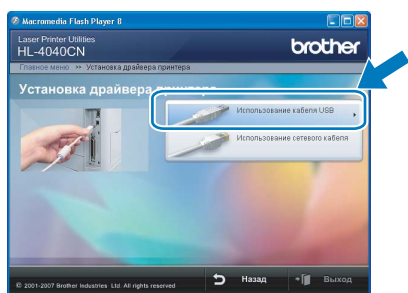 Macromedia Flash Player 8
Laser Printer Utilities
HL-4040CN
brother
Главное меню ›› Установка драйвера принтера
Установка драйвера принтера
Использование кабеля USB
Использование сетевого кабеля
© 2001-2007 Brother Industries Ltd. All rights reserved
Назад
Выход